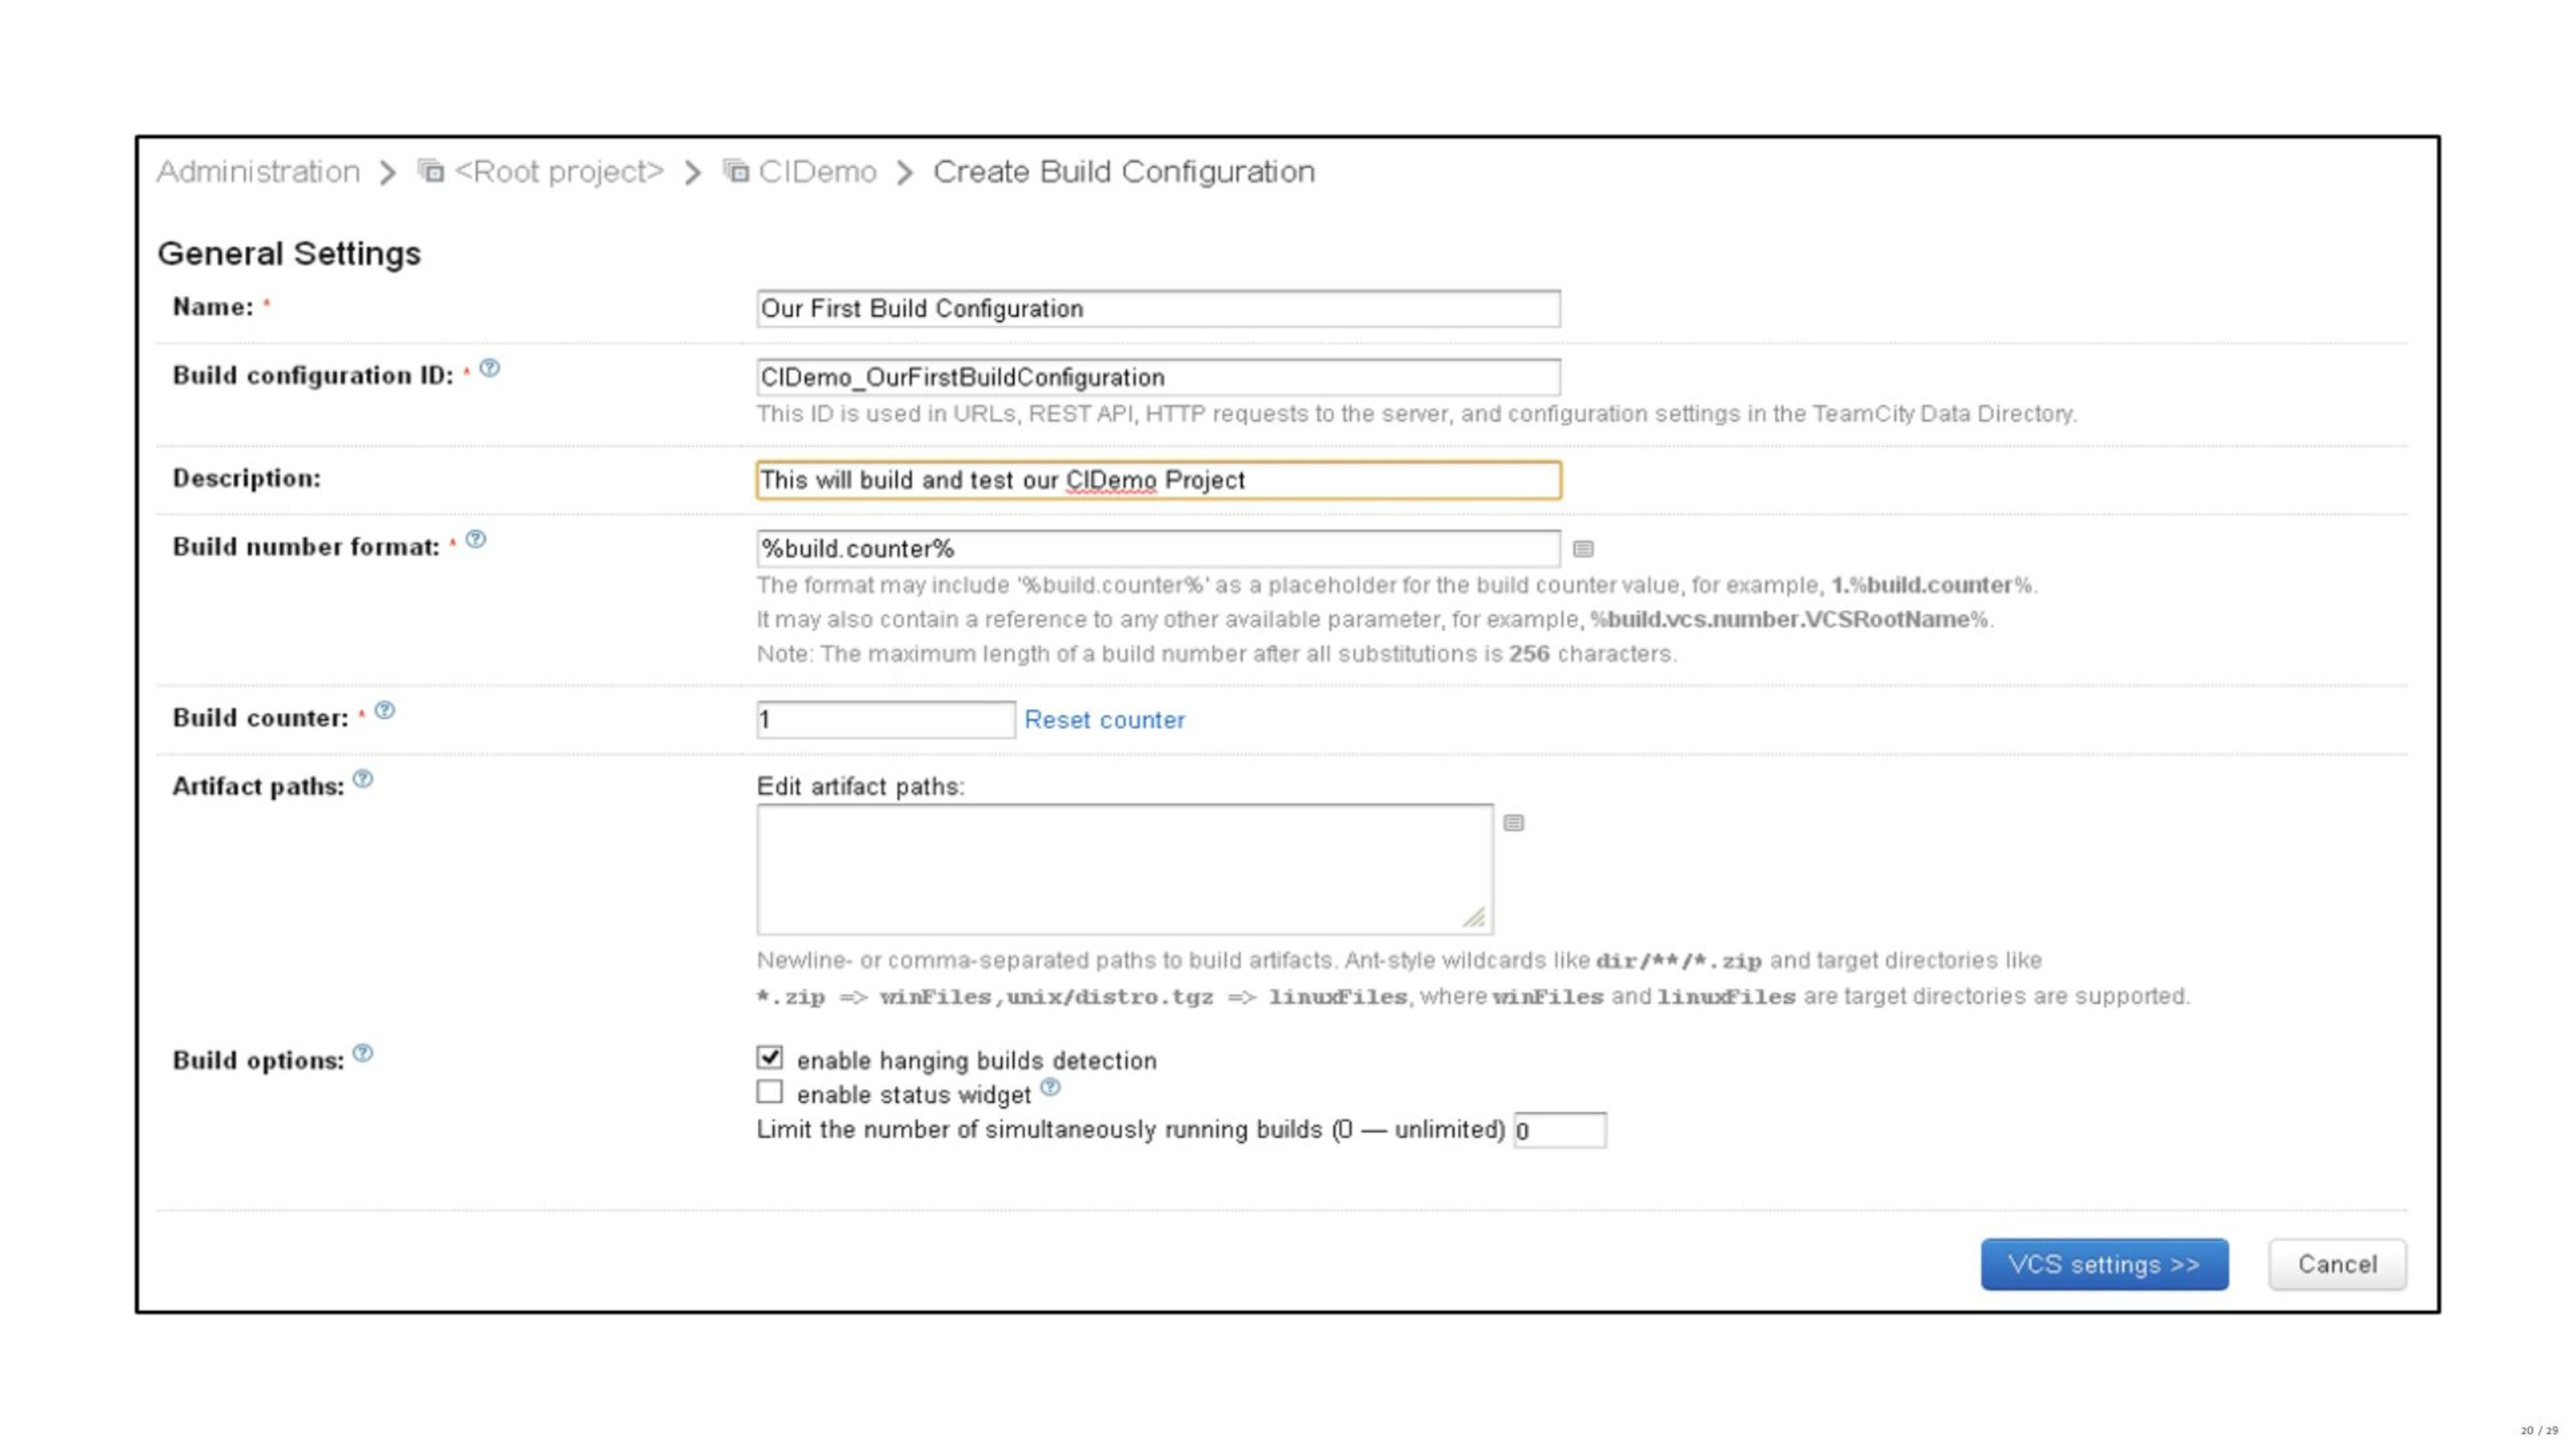 Administration > <Root project> > CIDemo > Create Build Configuration
General Settings
Name: * Our First Build Configuration
Build configuration ID: * ? CIDemo_OurFirstBuildConfiguration
This ID is used in URLs, REST API, HTTP requests to the server, and configuration settings in the TeamCity Data Directory.
Description: This will build and test our CIDemo Project
Build number format: * ? %build.counter%
The format may include '%build.counter%' as a placeholder for the build counter value, for example, 1.%build.counter%.
It may also contain a reference to any other available parameter, for example, %build.vcs.number.VCSRootName%.
Note: The maximum length of a build number after all substitutions is 256 characters.
Build counter: * ? 1 Reset counter
Artifact paths: ? Edit artifact paths:
Newline- or comma-separated paths to build artifacts. Ant-style wildcards like dir/**/*.zip and target directories like
*.zip => winFiles,unix/distro.tgz => linuxFiles, where winFiles and linuxFiles are target directories are supported.
Build options: ? enable hanging builds detection
enable status widget ?
Limit the number of simultaneously running builds (0 — unlimited) 0
VCS settings >> Cancel
20 / 29